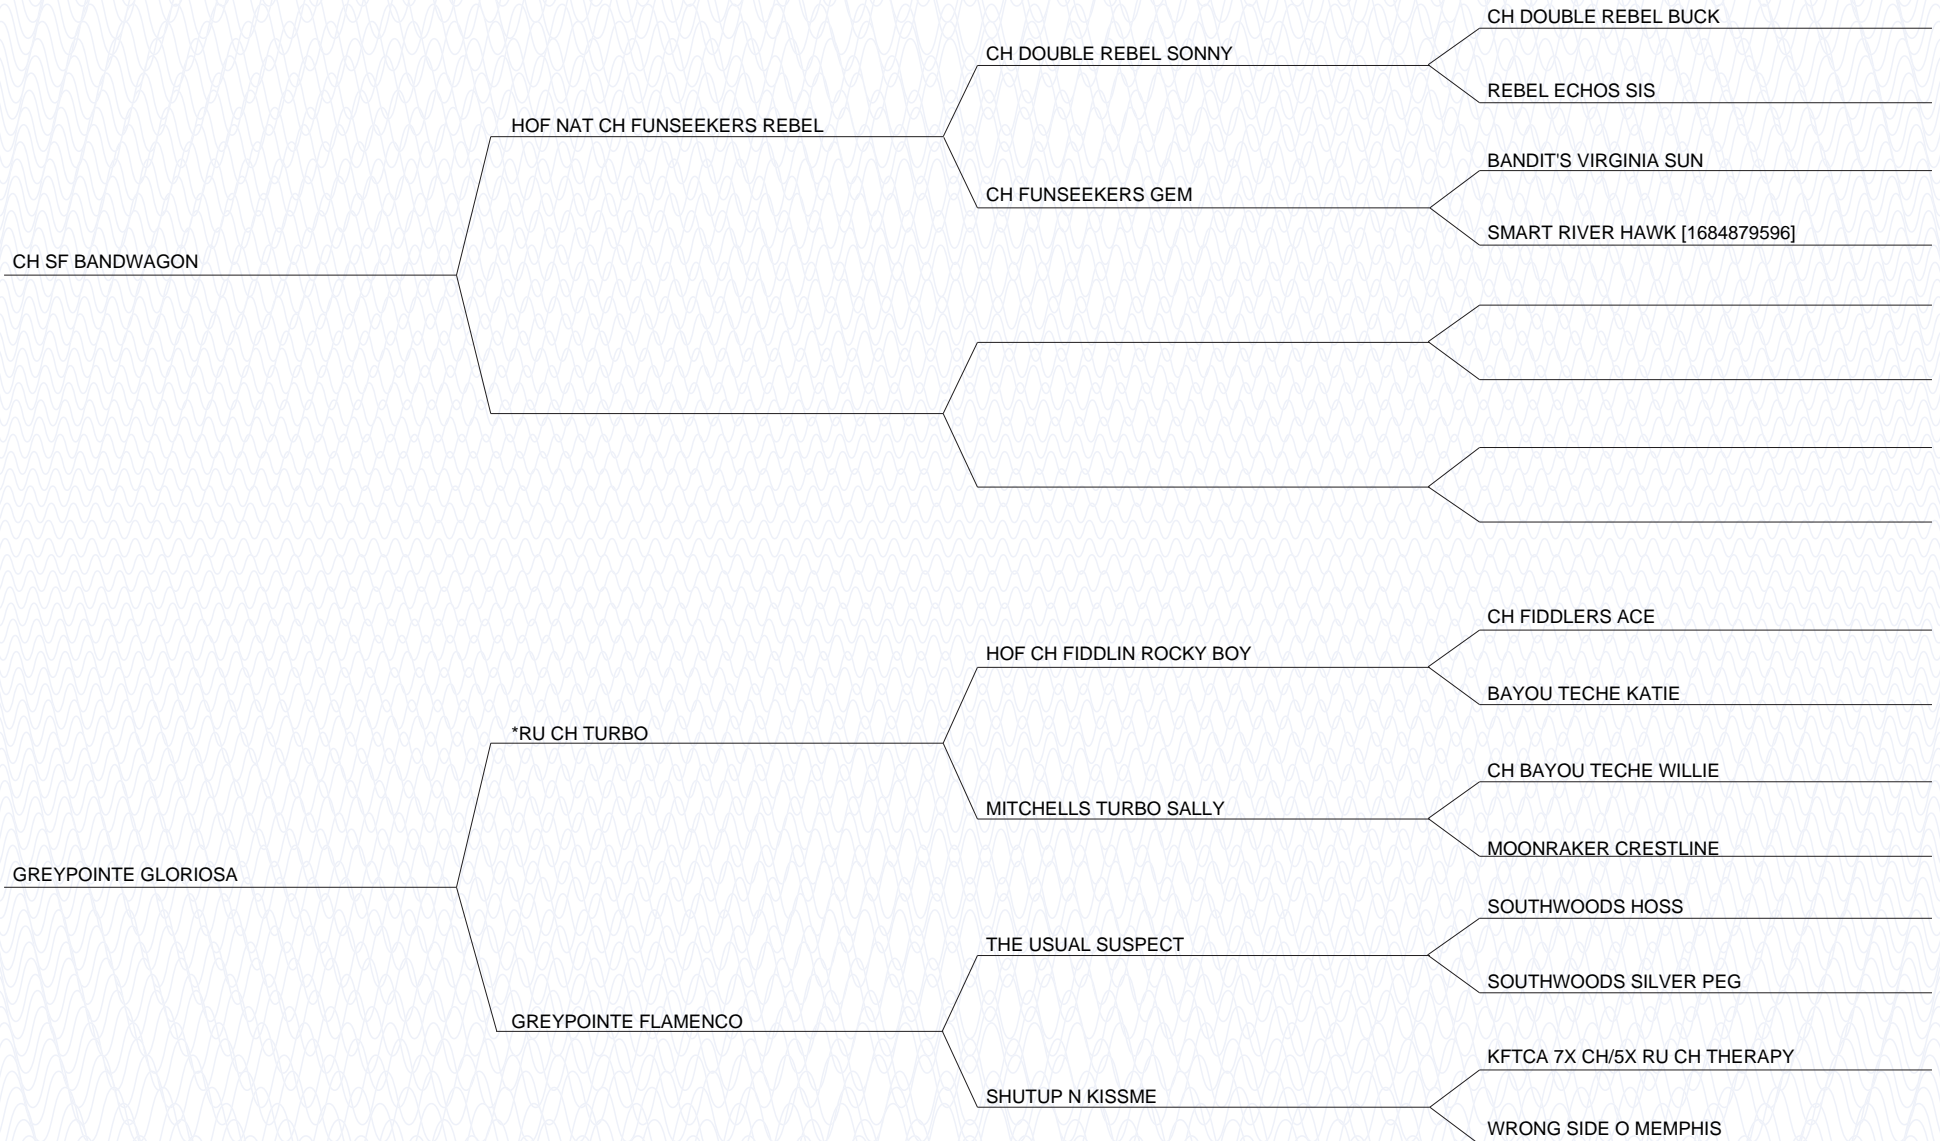 CH DOUBLE REBEL BUCK
CH DOUBLE REBEL SONNY
REBEL ECHOS SIS
HOF NAT CH FUNSEEKERS REBEL
BANDIT'S VIRGINIA SUN
CH FUNSEEKERS GEM
SMART RIVER HAWK [1684879596]
CH SF BANDWAGON
CH FIDDLERS ACE
HOF CH FIDDLIN ROCKY BOY
BAYOU TECHE KATIE
*RU CH TURBO
CH BAYOU TECHE WILLIE
MITCHELLS TURBO SALLY
MOONRAKER CRESTLINE
GREYPOINTE GLORIOSA
SOUTHWOODS HOSS
THE USUAL SUSPECT
SOUTHWOODS SILVER PEG
GREYPOINTE FLAMENCO
KFTCA 7X CH/5X RU CH THERAPY
SHUTUP N KISSME
WRONG SIDE O MEMPHIS